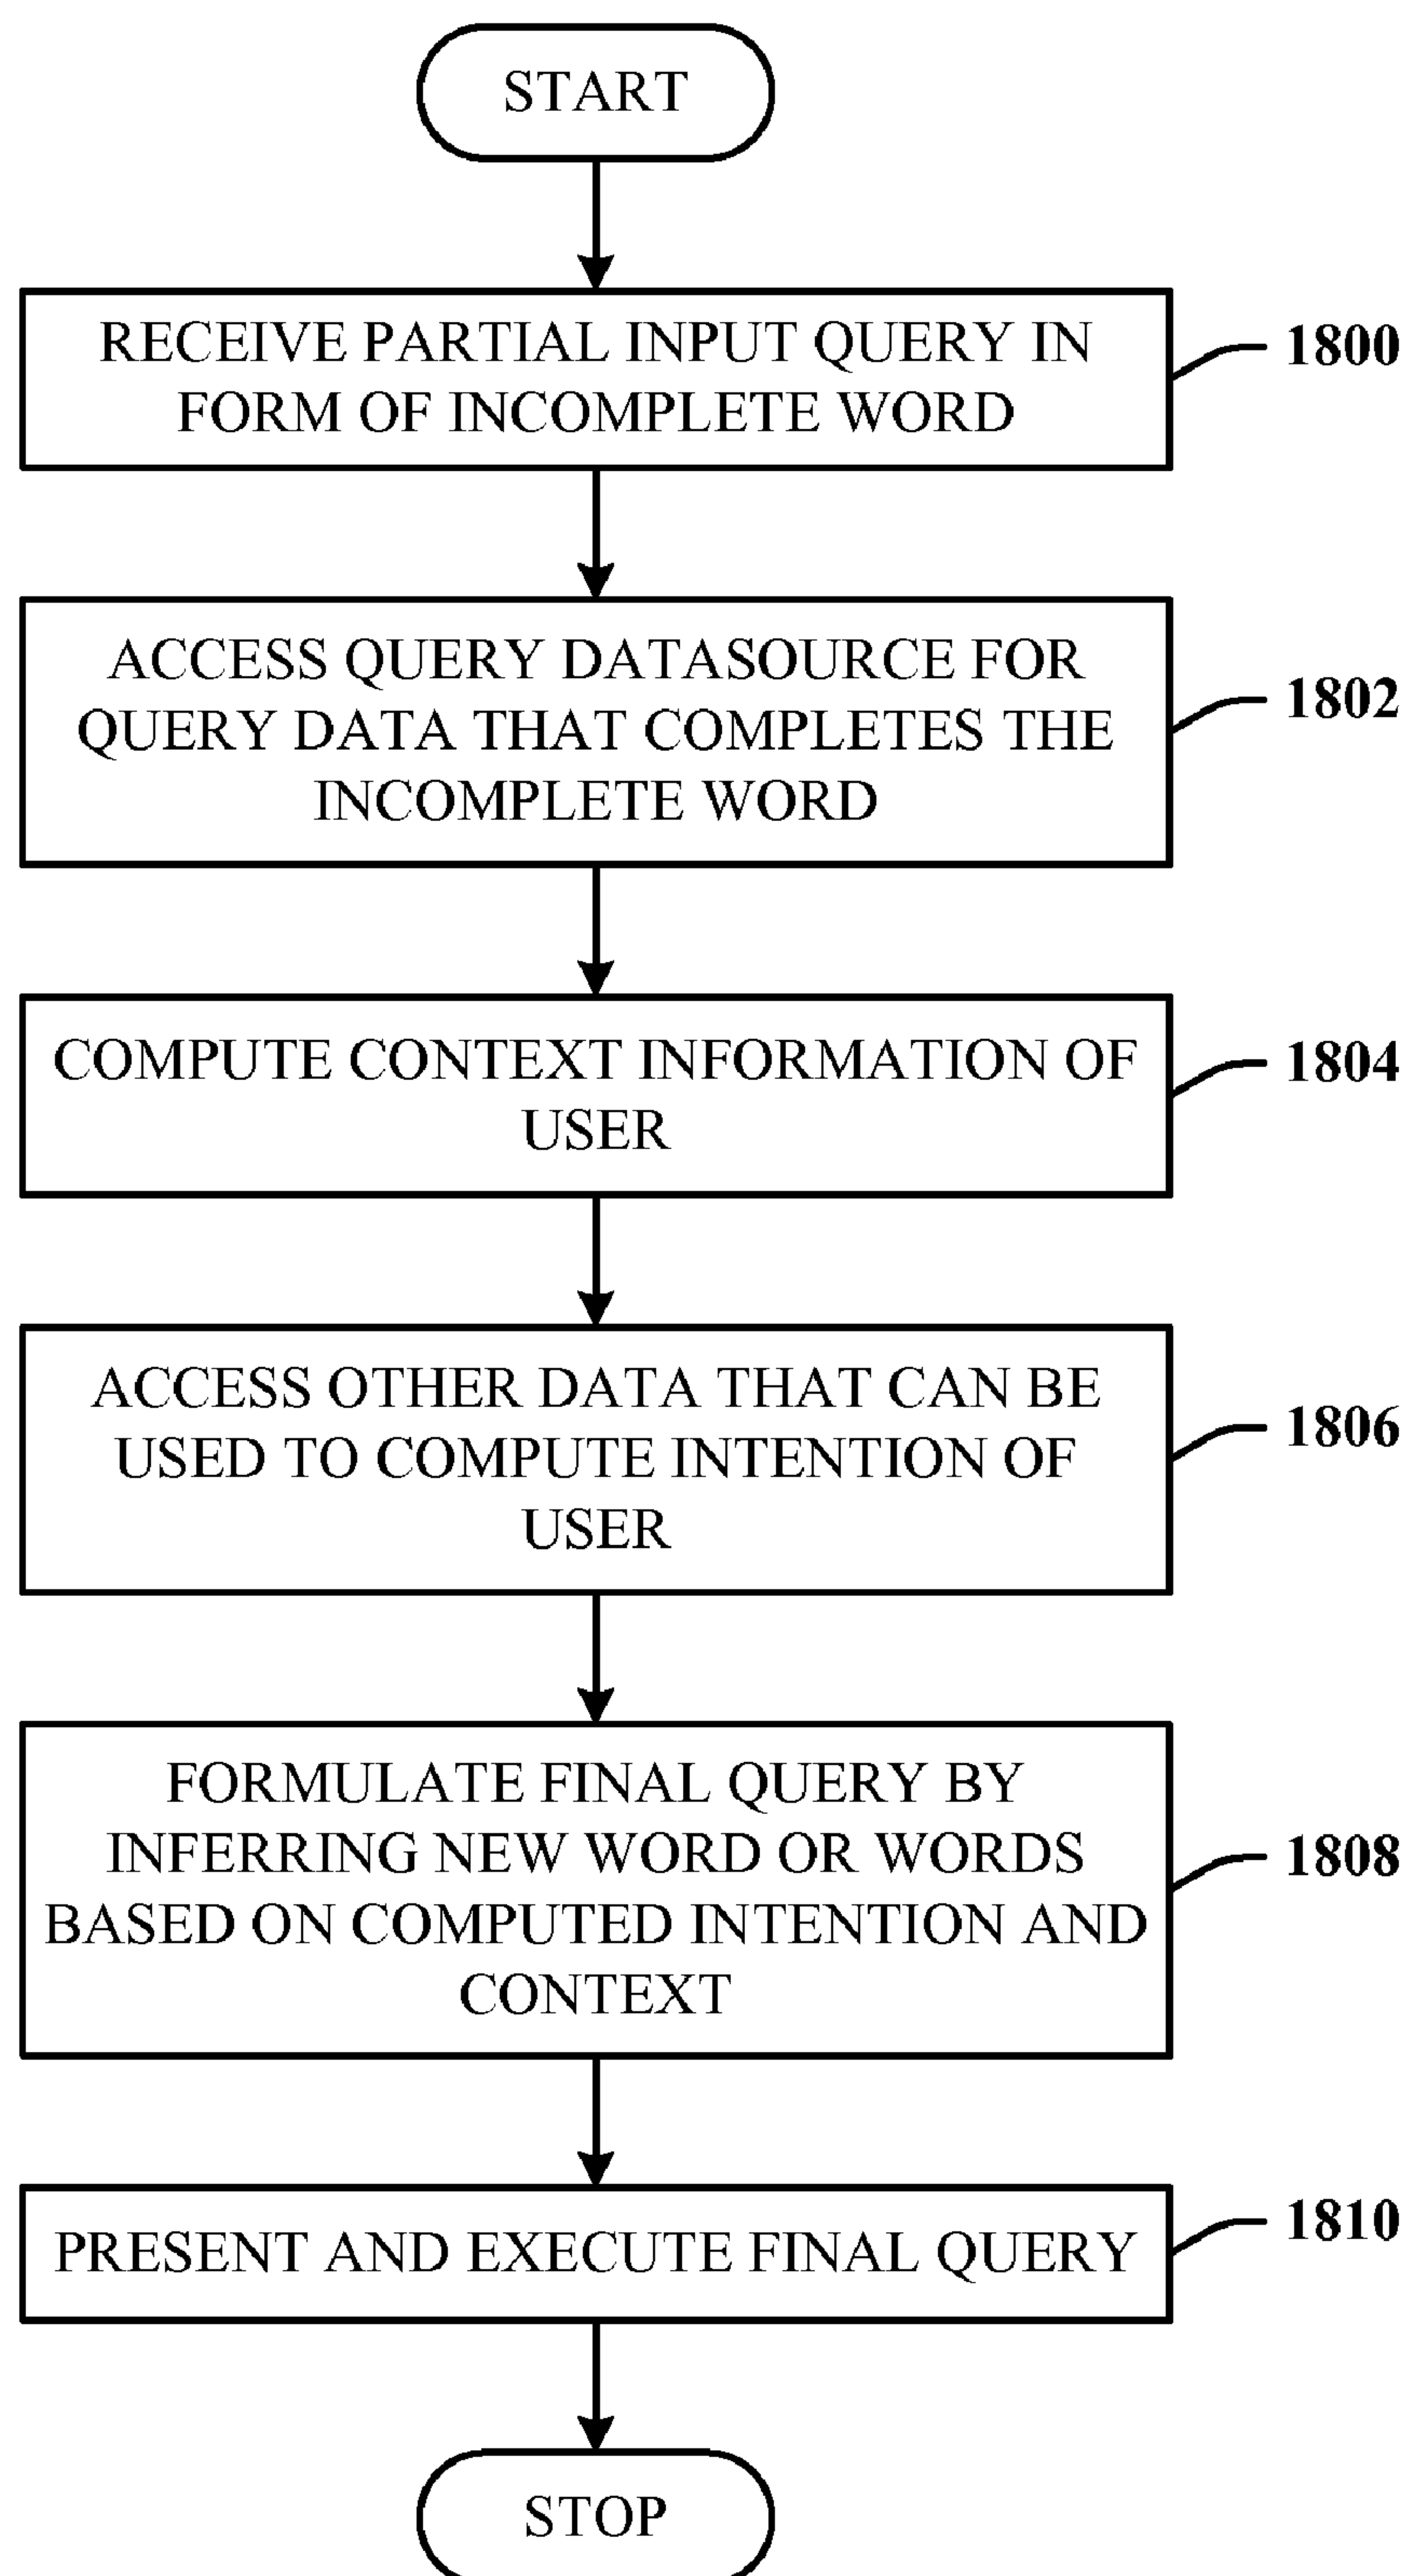 START
RECEIVE PARTIAL INPUT QUERY IN
FORM OF INCOMPLETE WORD
1800
ACCESS QUERY DATASOURCE FOR
QUERY DATA THAT COMPLETES THE
INCOMPLETE WORD
1802
COMPUTE CONTEXT INFORMATION OF
USER
1804
ACCESS OTHER DATA THAT CAN BE
USED TO COMPUTE INTENTION OF
USER
1806
FORMULATE FINAL QUERY BY
INFERRING NEW WORD OR WORDS
BASED ON COMPUTED INTENTION AND
CONTEXT
1808
PRESENT AND EXECUTE FINAL QUERY
1810
STOP